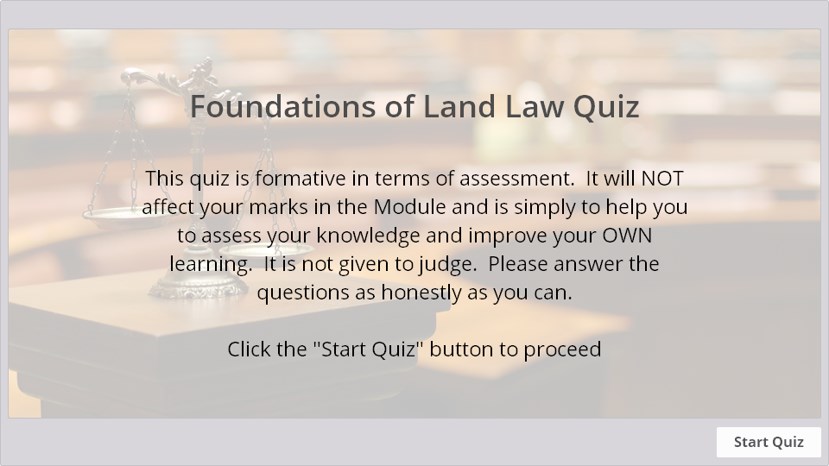 Foundations of Land Law Quiz
This quiz is formative in terms of assessment.  It will NOT
affect your marks in the Module and is simply to help you
to assess your knowledge and improve your OWN
learning.  It is not given to judge.  Please answer the
questions as honestly as you can.
Click the "Start Quiz" button to proceed
Start Quiz